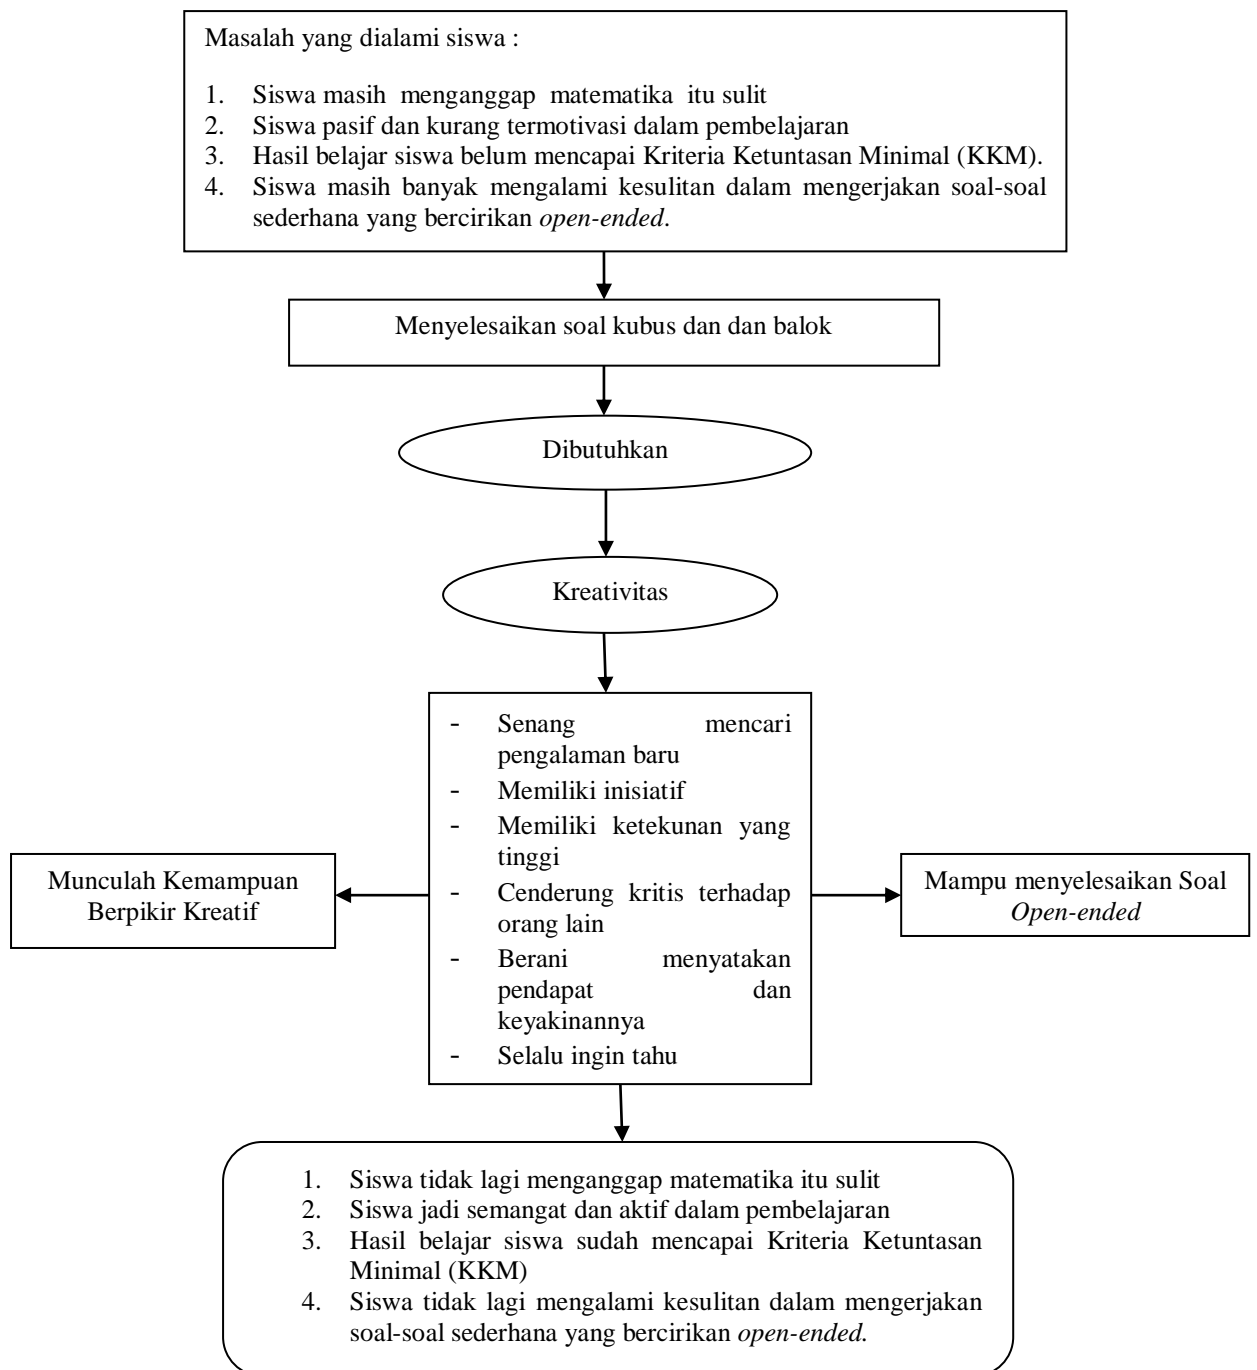 Masalah yang dialami siswa :
1. Siswa masih menganggap matematika itu sulit
2. Siswa pasif dan kurang termotivasi dalam pembelajaran
3. Hasil belajar siswa belum mencapai Kriteria Ketuntasan Minimal (KKM).
4. Siswa masih banyak mengalami kesulitan dalam mengerjakan soal-soal
sederhana yang bercirikan open-ended.
Menyelesaikan soal kubus dan dan balok
Dibutuhkan
Kreativitas
- Senang mencari
pengalaman baru
- Memiliki inisiatif
- Memiliki ketekunan yang
tinggi
- Cenderung kritis terhadap
orang lain
- Berani menyatakan
pendapat dan
keyakinannya
- Selalu ingin tahu
Munculah Kemampuan
Berpikir Kreatif
Mampu menyelesaikan Soal
Open-ended
1. Siswa tidak lagi menganggap matematika itu sulit
2. Siswa jadi semangat dan aktif dalam pembelajaran
3. Hasil belajar siswa sudah mencapai Kriteria Ketuntasan
Minimal (KKM)
4. Siswa tidak lagi mengalami kesulitan dalam mengerjakan
soal-soal sederhana yang bercirikan open-ended.